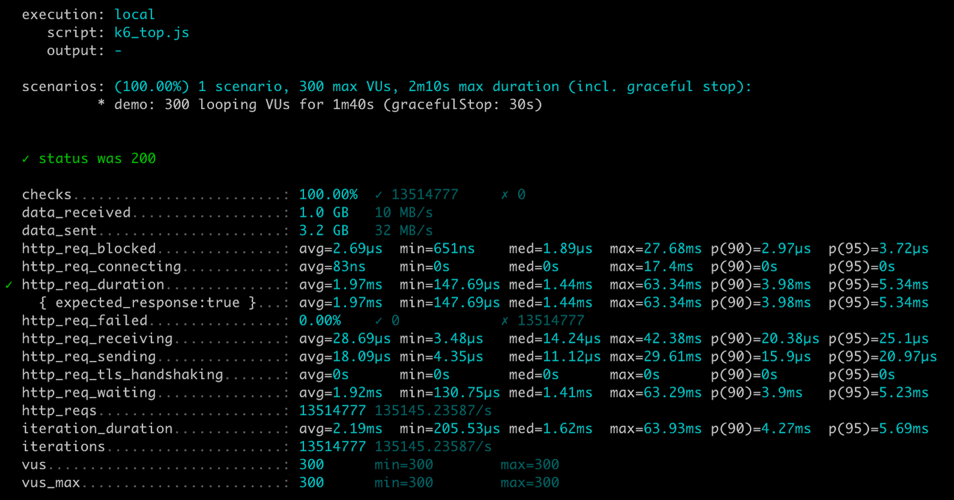 execution: local
script: k6_top.js
output: -
scenarios: (100.00%) 1 scenario, 300 max VUs, 2m10s max duration (incl. graceful stop):
* demo: 300 looping VUs for 1m40s (gracefulStop: 30s)
✓ status was 200
checks.........................: 100.00% ✓ 13514777 ✗ 0
data_received..................: 1.0 GB 10 MB/s
data_sent......................: 3.2 GB 32 MB/s
http_req_blocked...............: avg=2.69µs min=651ns med=1.89µs max=27.68ms p(90)=2.97µs p(95)=3.72µs
http_req_connecting............: avg=83ns min=0s med=0s max=17.4ms p(90)=0s p(95)=0s
✓ http_req_duration..............: avg=1.97ms min=147.69µs med=1.44ms max=63.34ms p(90)=3.98ms p(95)=5.34ms
{ expected_response:true }...: avg=1.97ms min=147.69µs med=1.44ms max=63.34ms p(90)=3.98ms p(95)=5.34ms
http_req_failed................: 0.00% ✓ 0 ✗ 13514777
http_req_receiving.............: avg=28.69µs min=3.48µs med=14.24µs max=42.38ms p(90)=20.38µs p(95)=25.1µs
http_req_sending...............: avg=18.09µs min=4.35µs med=11.12µs max=29.61ms p(90)=15.9µs p(95)=20.97µs
http_req_tls_handshaking.......: avg=0s min=0s med=0s max=0s p(90)=0s p(95)=0s
http_req_waiting...............: avg=1.92ms min=130.75µs med=1.41ms max=63.29ms p(90)=3.9ms p(95)=5.23ms
http_reqs......................: 13514777 135145.23587/s
iteration_duration.............: avg=2.19ms min=205.53µs med=1.62ms max=63.93ms p(90)=4.27ms p(95)=5.69ms
iterations.....................: 13514777 135145.23587/s
vus............................: 300 min=300 max=300
vus_max........................: 300 min=300 max=300